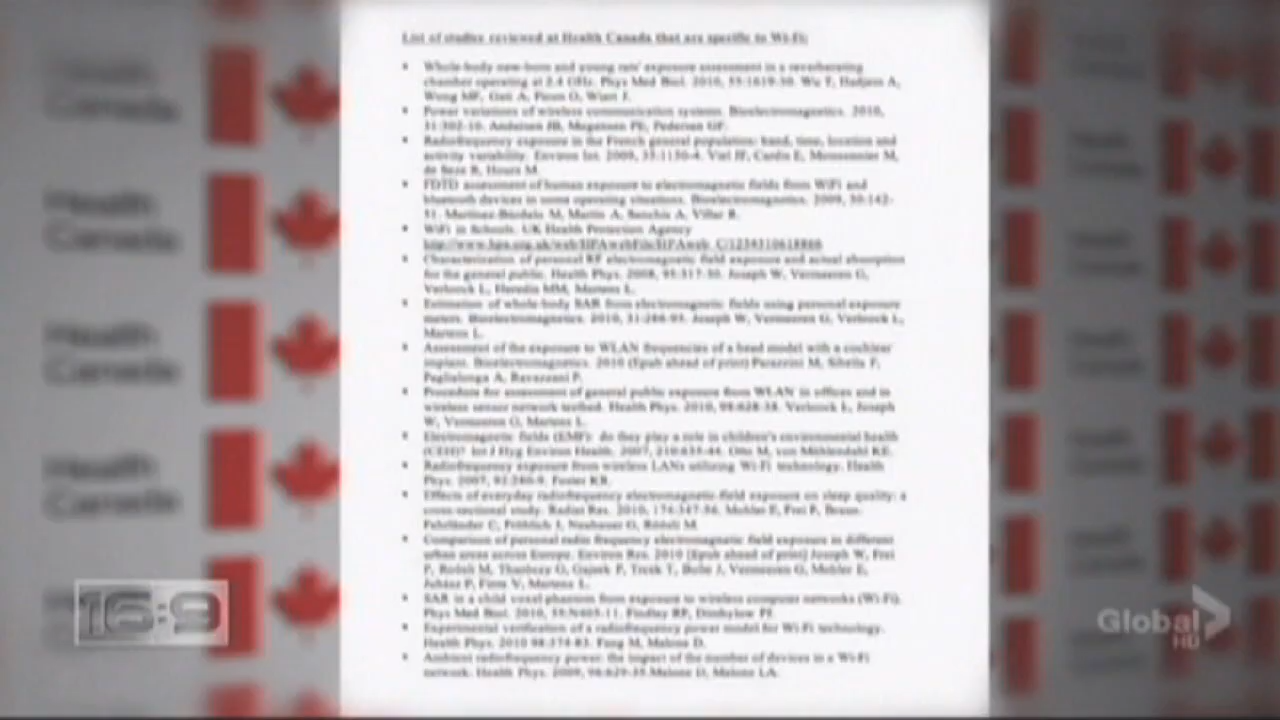 List of studies reviewed at Health Canada that are specific to Wi-Fi:
Whole-body new-born and young rats' exposure assessment in a reverberating
chamber operating at 2.4 GHz. Phys Med Biol. 2010, 55:1619-30. Wu T, Hadjem A,
Wong MF, Gati A, Picon O, Wiart J.
Power variations of wireless communication systems. Bioelectromagnetics. 2010,
31:302-10. Andersen JB, Mogensen PE, Pedersen GF.
Radiofrequency exposure in the French general population: band, time, location and
activity variability. Environ Int. 2009, 35:1150-4. Viel JF, Cardis E, Moissonnier M,
de Seze R, Hours M.
FDTD assessment of human exposure to electromagnetic fields from WiFi and
bluetooth devices in some operating situations. Bioelectromagnetics. 2009, 30:142-
51. Martínez-Búrdalo M, Martín A, Sanchis A, Villar R.
WiFi in Schools. UK Health Protection Agency
Characterization of personal RF electromagnetic field exposure and actual absorption
for the general public. Health Phys. 2008, 95:317-30. Joseph W, Vermeeren G,
Verloock L, Heredia MM, Martens L.
Estimation of whole-body SAR from electromagnetic fields using personal exposure
meters. Bioelectromagnetics. 2010, 31:286-95. Joseph W, Vermeeren G, Verloock L,
Martens L.
Assessment of the exposure to WLAN frequencies of a head model with a cochlear
implant. Bioelectromagnetics. 2010 [Epub ahead of print] Parazzini M, Sibella F,
Paglialonga A, Ravazzani P.
Procedure for assessment of general public exposure from WLAN in offices and in
wireless sensor network testbed. Health Phys. 2010, 98:628-38. Verloock L, Joseph
W, Vermeeren G, Martens L.
Electromagnetic fields (EMF): do they play a role in children's environmental health
(CEH)? Int J Hyg Environ Health. 2007, 210:635-44. Otto M, von Mühlendahl KE.
Radiofrequency exposure from wireless LANs utilizing Wi-Fi technology. Health
Phys. 2007, 92:280-9. Foster KR.
Effects of everyday radiofrequency electromagnetic-field exposure on sleep quality: a
cross-sectional study. Radiat Res. 2010, 174:347-56. Mohler E, Frei P, Braun-
Fahrländer C, Fröhlich J, Neubauer G, Röösli M.
Comparison of personal radio frequency electromagnetic field exposure in different
urban areas across Europe. Environ Res. 2010 [Epub ahead of print] Joseph W, Frei
P, Röösli M, Thuróczy G, Gajsek P, Trcek T, Bolte J, Vermeeren G, Mohler E,
Juhász P, Finta V, Martens L.
SAR in a child voxel phantom from exposure to wireless computer networks (Wi-Fi).
Phys Med Biol. 2010, 55:N405-11. Findlay RP, Dimbylow PJ.
Experimental verification of a radiofrequency power model for Wi-Fi technology.
Health Phys. 2010 98:574-83. Fang M, Malone D.
Ambient radiofrequency power: the impact of the number of devices in a Wi-Fi
network. Health Phys. 2009, 96:629-35. Malone D, Malone LA.
Health
Canada
Health
Canada
Health
Canada
Health
Canada
16:9
Global
HD